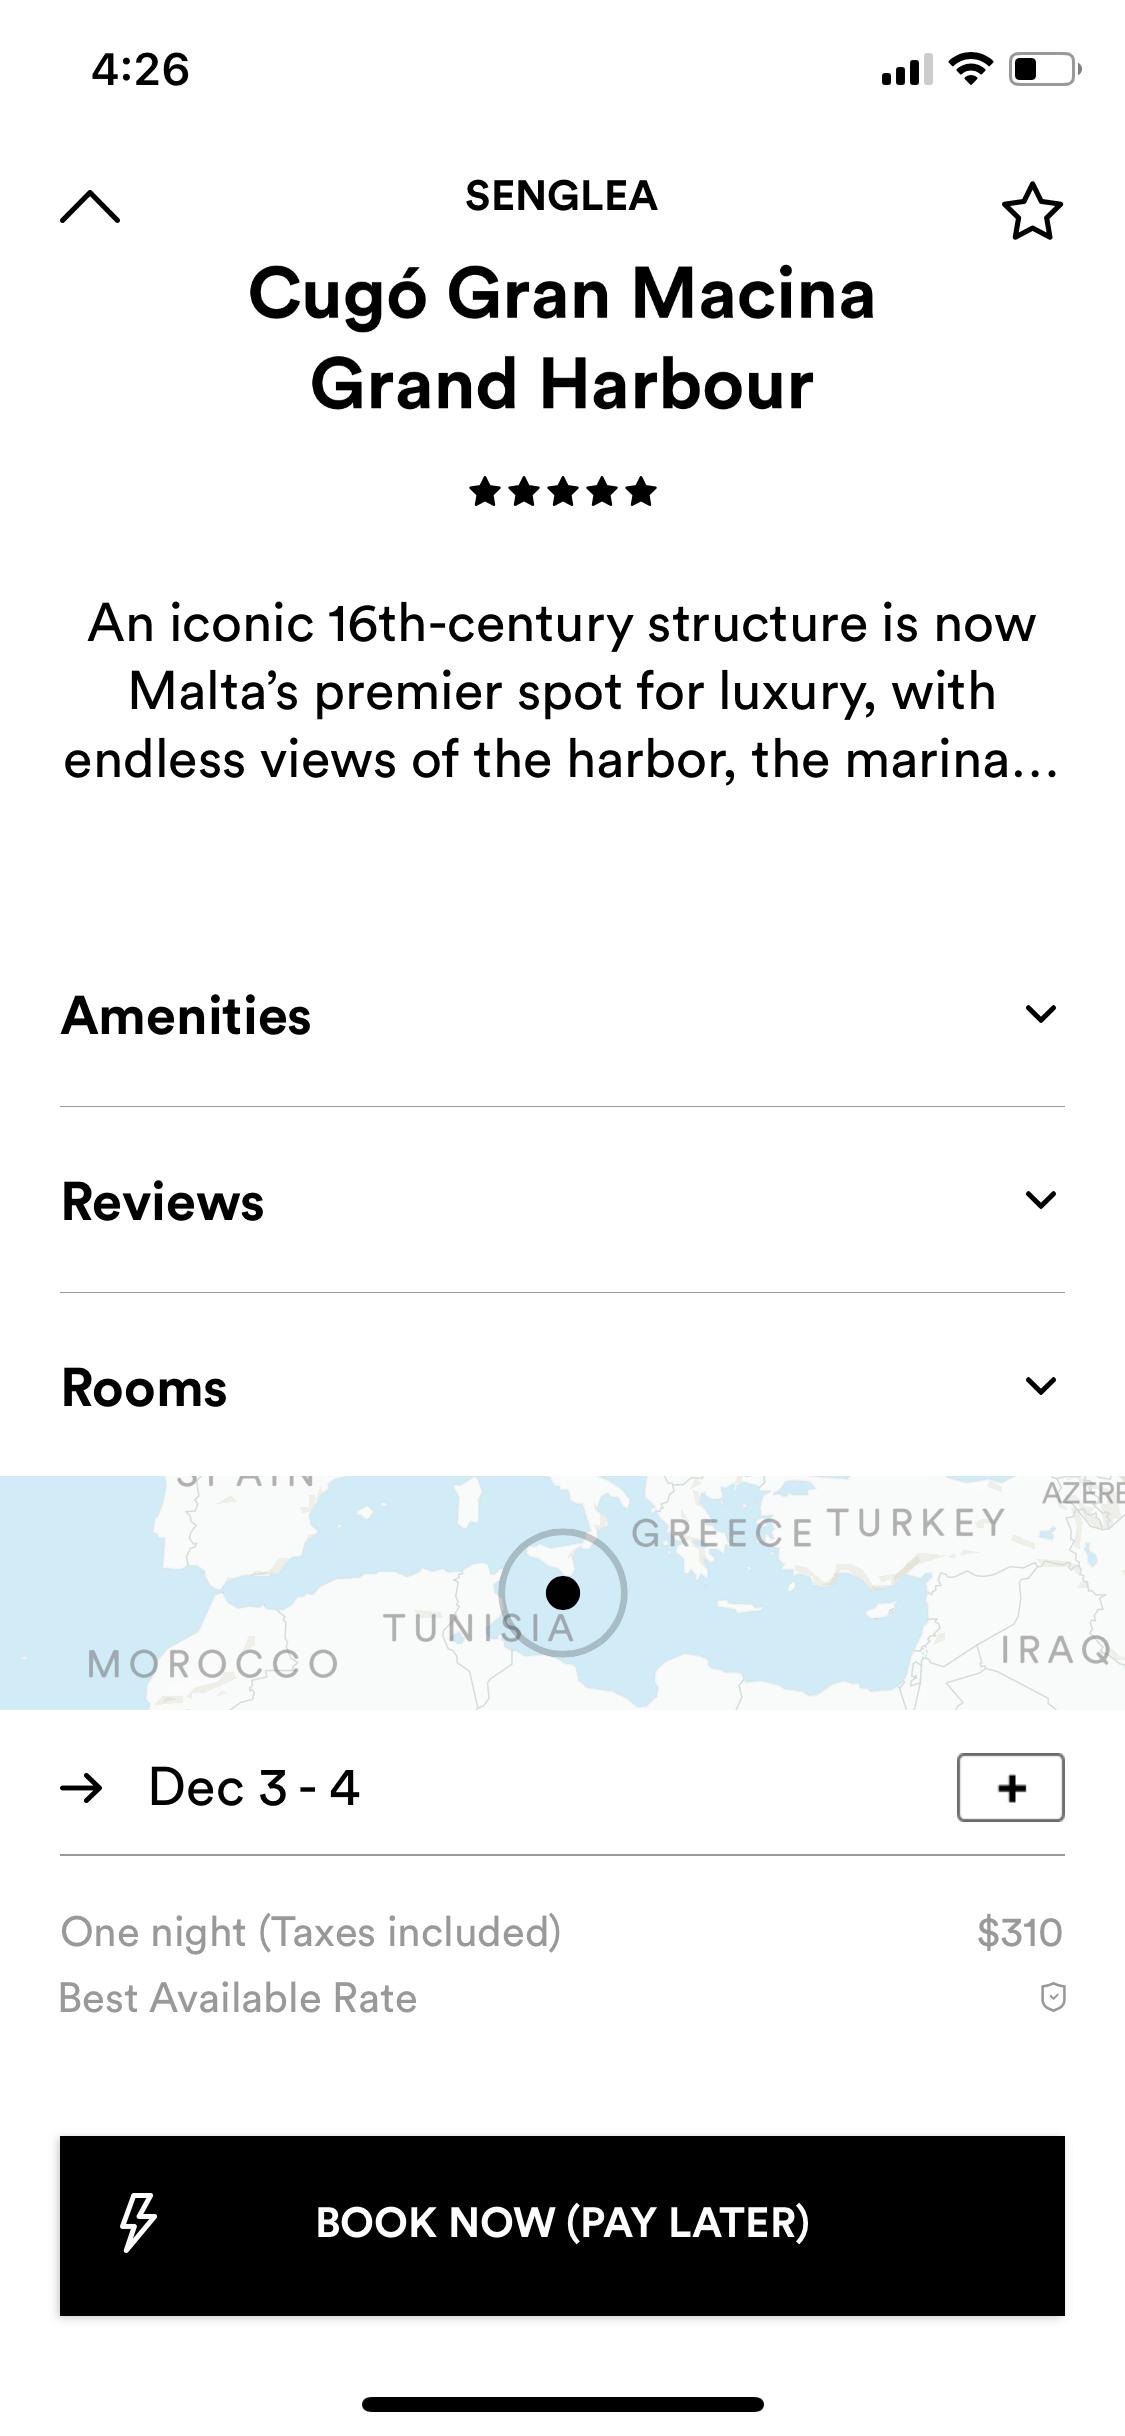 4:26
SENGLEA
Cugó Gran Macina
Grand Harbour
An iconic 16th-century structure is now
Malta’s premier spot for luxury, with
endless views of the harbor, the marina…
Amenities
Reviews
Rooms
SPAIN
AZERB
GREECE
TURKEY
TUNISIA
MOROCCO
IRAQ
Dec 3 - 4
+
One night (Taxes included)
$310
Best Available Rate
BOOK NOW (PAY LATER)